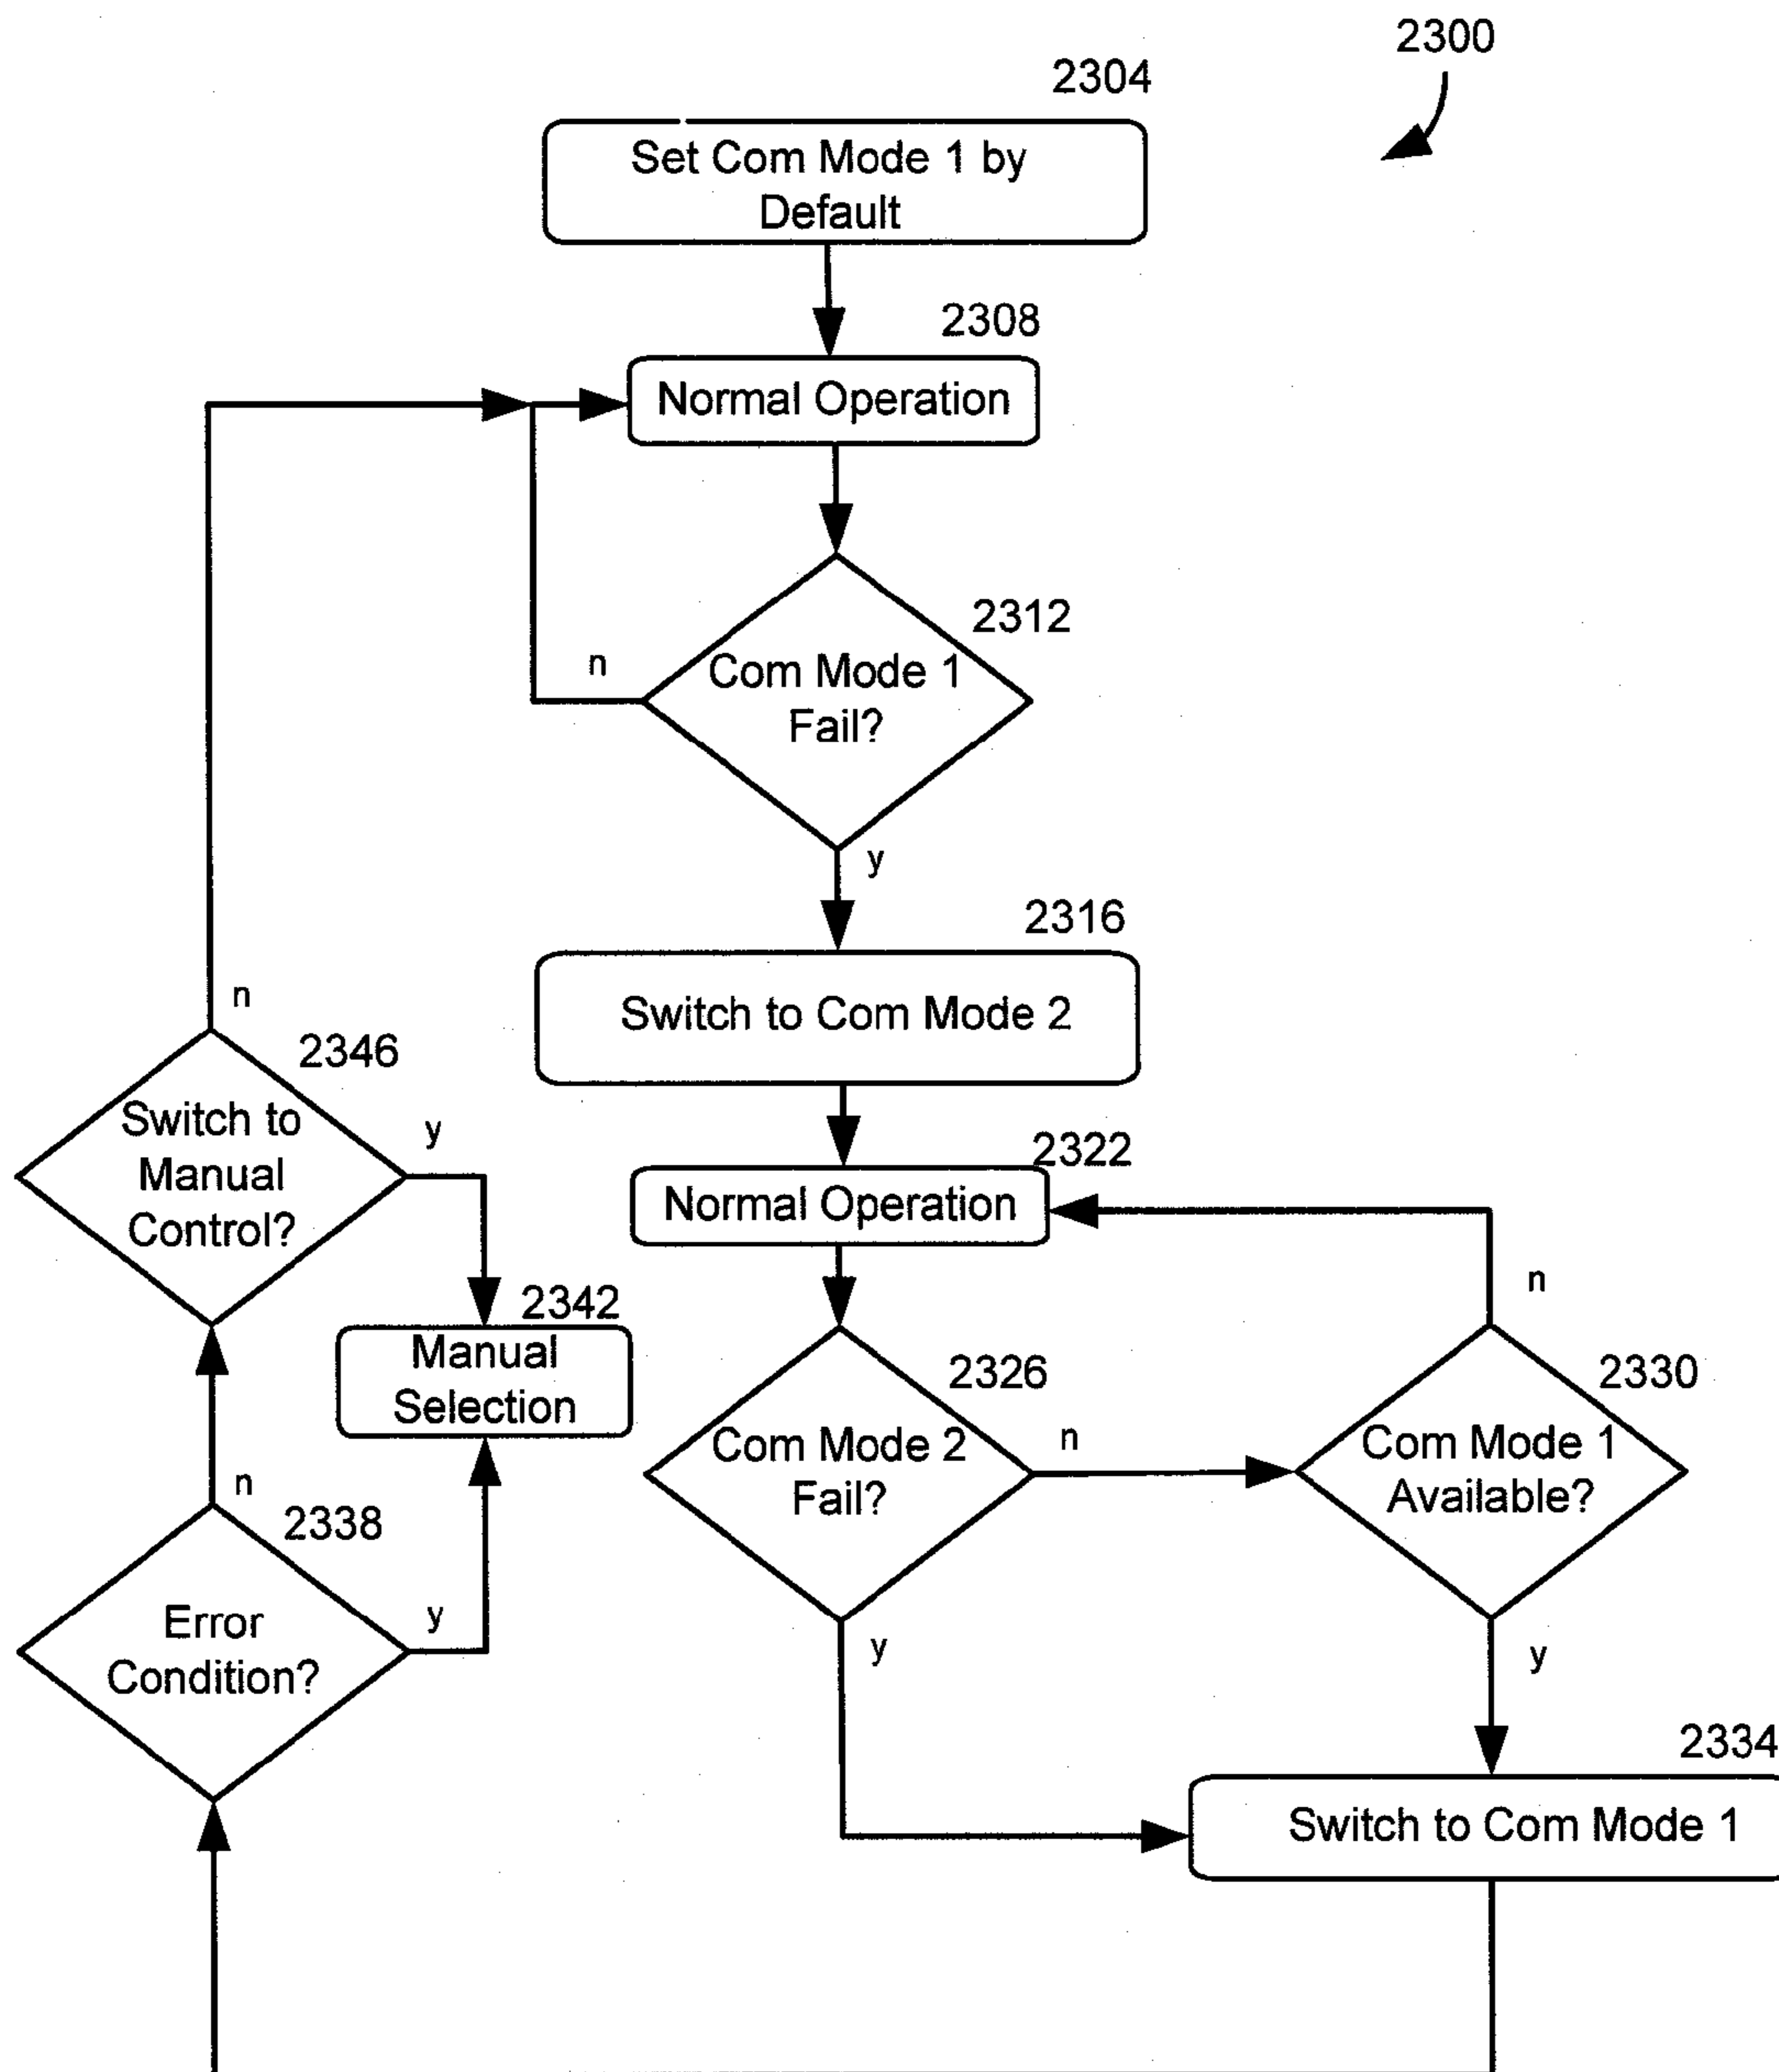 2300
2304
Set Com Mode 1 by
Default
2308
Normal Operation
2312
n
Com Mode 1
Fail?
y
2316
Switch to Com Mode 2
n
2346
Switch to
Manual
Control?
y
2322
Normal Operation
n
2342
Manual
Selection
2326
Com Mode 2
Fail?
n
2330
Com Mode 1
Available?
n
2338
Error
Condition?
y
y
y
2334
Switch to Com Mode 1